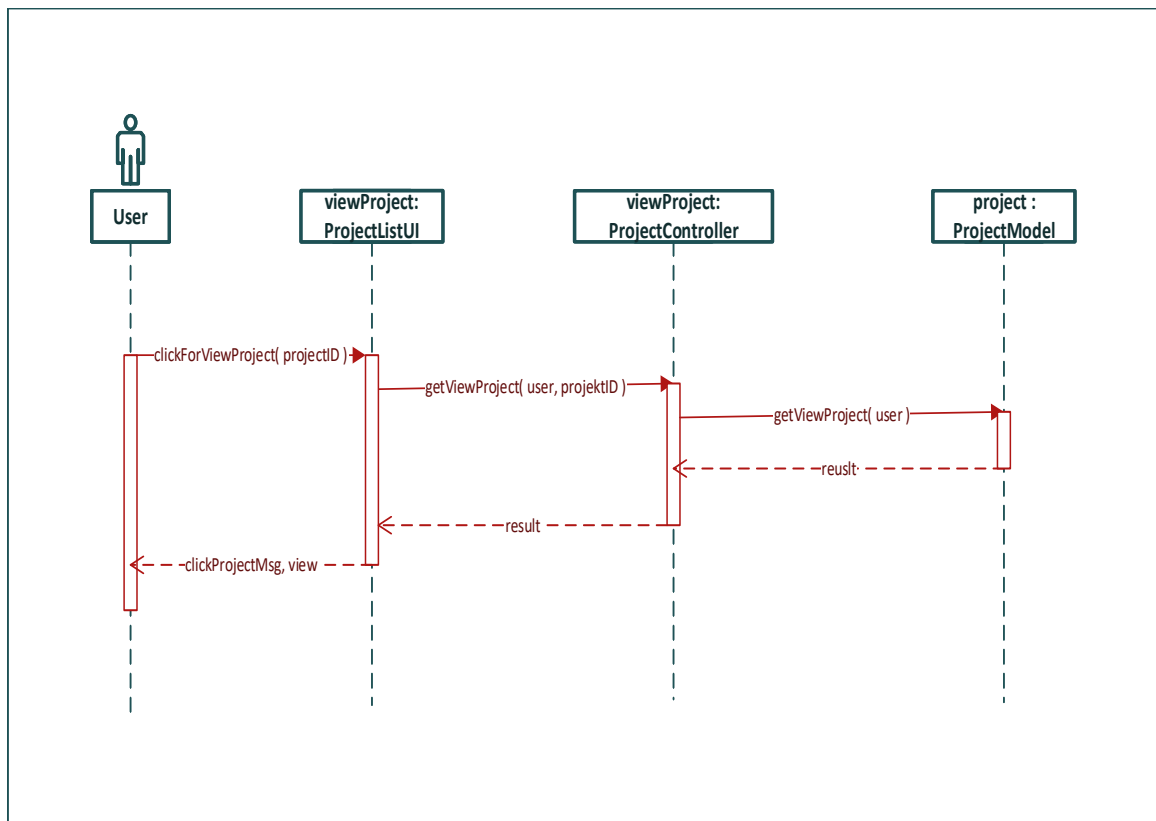 User
viewProject:
ProjectListUI
viewProject:
ProjectController
project :
ProjectModel
clickForViewProject( projectID )
getViewProject( user, projektID )
getViewProject( user )
reuslt
result
clickProjectMsg, view